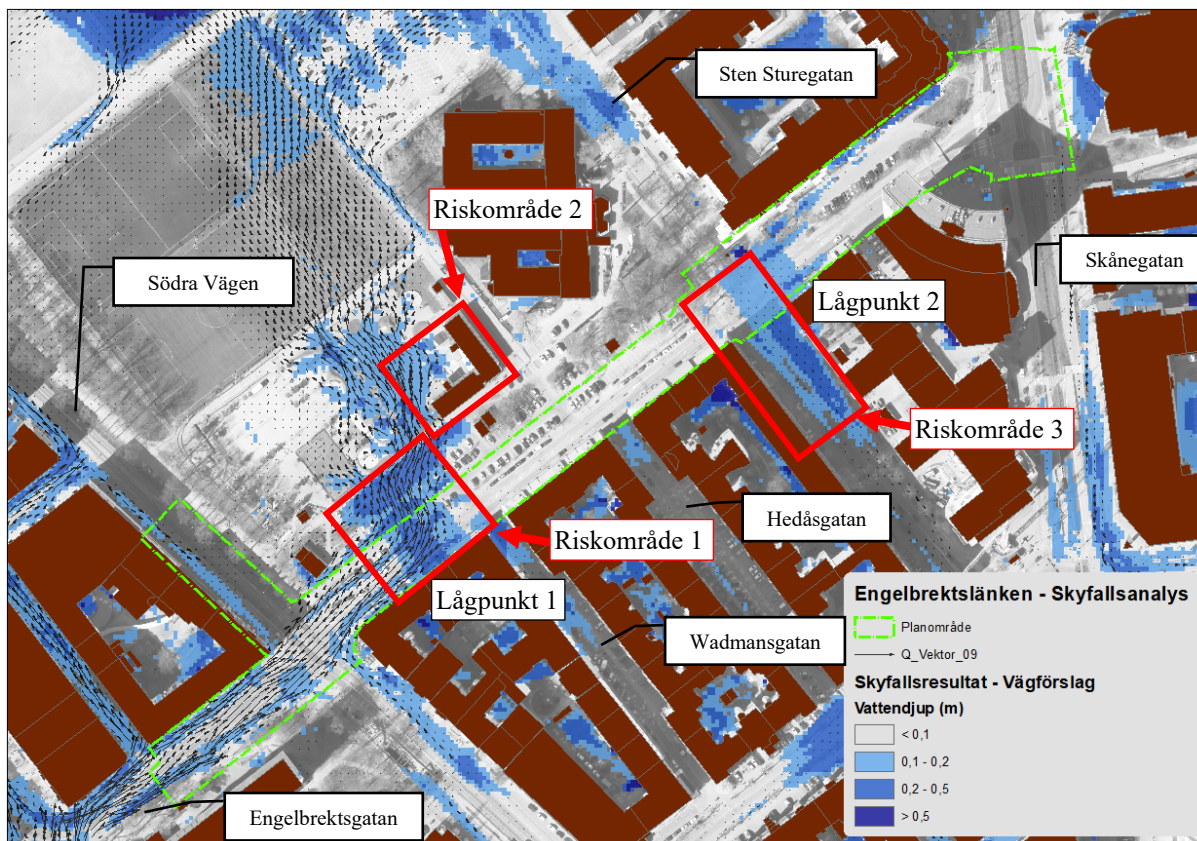 Sten Sturegatan
Riskområde 2
Södra Vägen
Skånegatan
Lågpunkt 2
Riskområde 3
Hedåsgatan
Riskområde 1
Lågpunkt 1
Wadmansgatan
Engelbrektsgatan
Engelbrektslänken - Skyfallsanalys
Planområde
Q_Vektor_09
Skyfallsresultat - Vägförslag
Vattendjup (m)
< 0,1
0,1 - 0,2
0,2 - 0,5
> 0,5